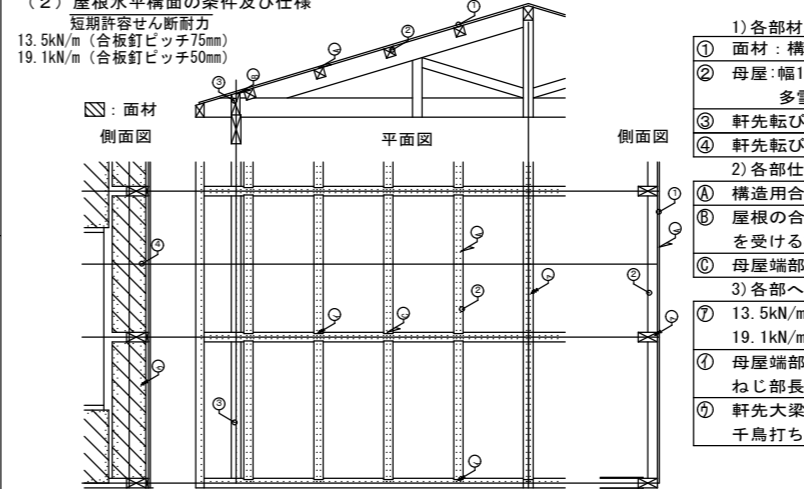 (2)屋根水平構面の条件及び仕様
短期許容せん断耐力
13.5kN/m(合板釘ピッチ75mm)
19.1kN/m(合板釘ピッチ50mm)
:面材
側面図
平面図
側面図
1)各部材
① 面材:構
② 母屋:幅1
多雪
③ 軒先転び
④ 軒先転び
2)各部仕
Ⓐ 構造用合
Ⓑ 屋根の合
を受ける
Ⓒ 母屋端部
3)各部へ
㋐ 13.5kN/m
19.1kN/m
㋑ 母屋端部
ねじ部長
㋒ 軒先大梁
千鳥打ち